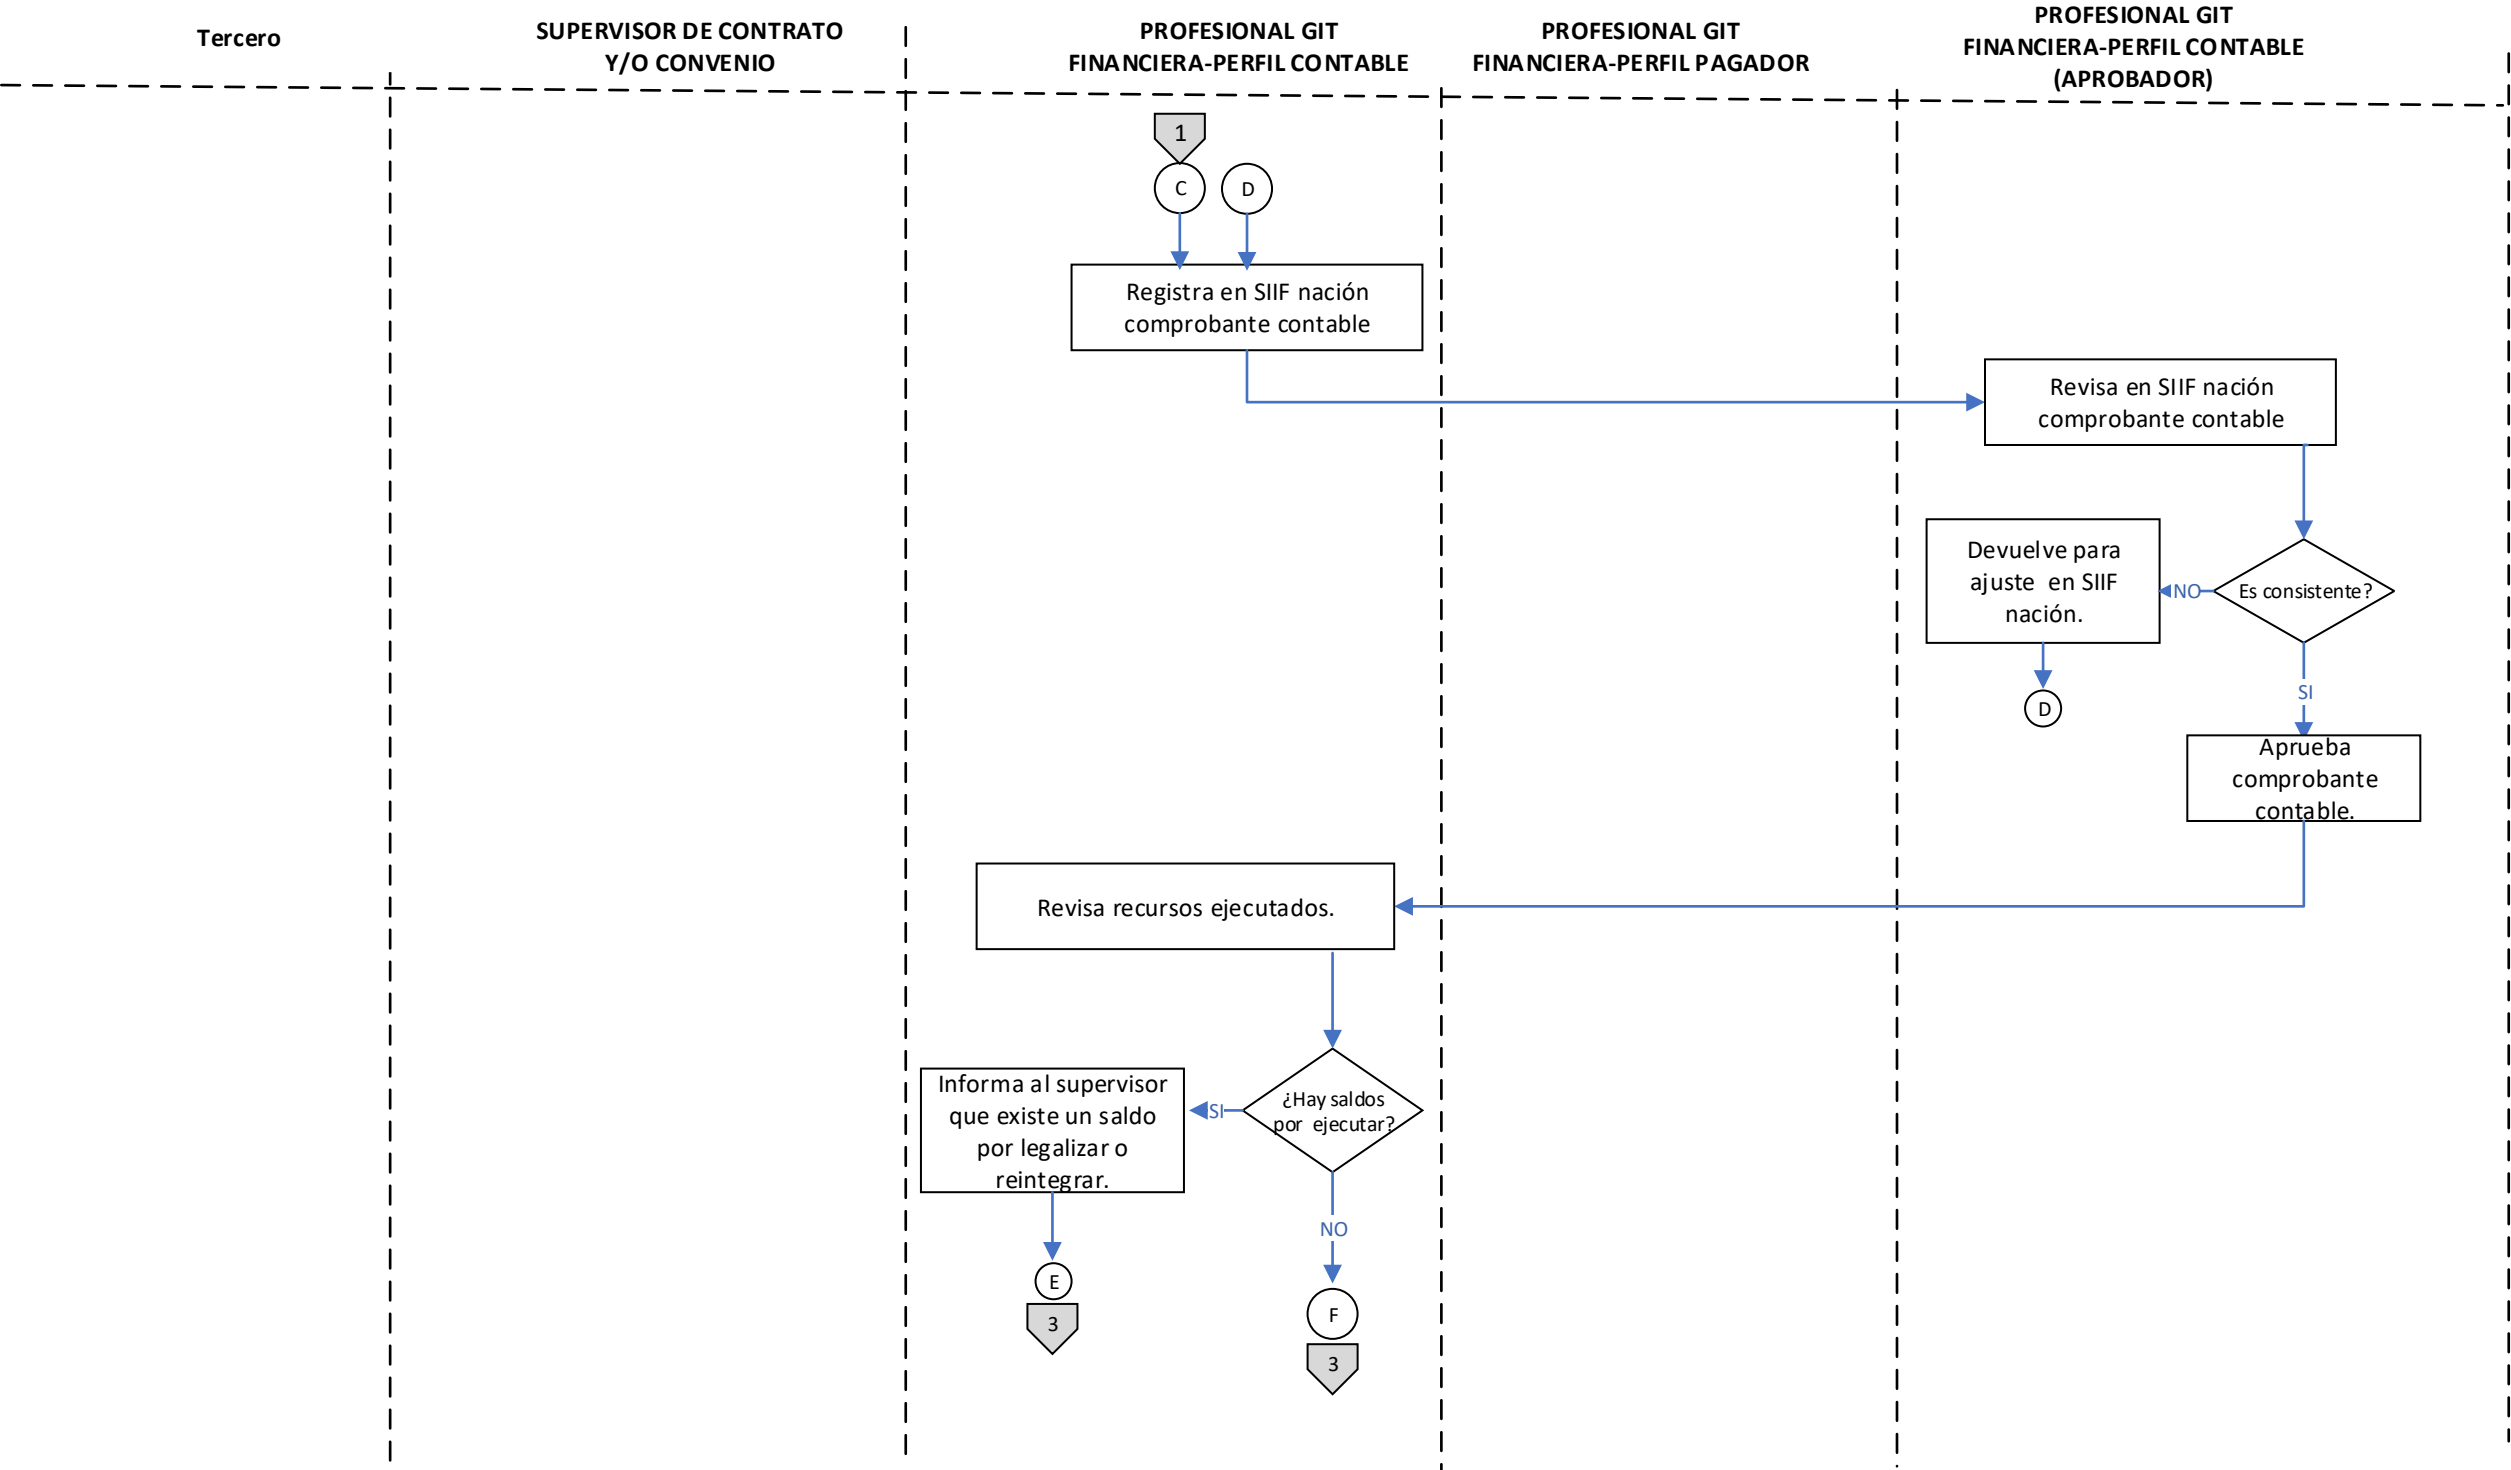 Tercero
SUPERVISOR DE CONTRATO
Y/O CONVENIO
PROFESIONAL GIT
FINANCIERA-PERFIL CONTABLE
PROFESIONAL GIT
FINANCIERA-PERFIL PAGADOR
PROFESIONAL GIT
FINANCIERA-PERFIL CONTABLE
(APROBADOR)
1
C
D
Registra en SIIF nación
comprobante contable
Revisa en SIIF nación
comprobante contable
Es consistente?
NO
Devuelve para
ajuste en SIIF
nación.
D
SI
Aprueba
comprobante
contable.
Revisa recursos ejecutados.
¿Hay saldos
por ejecutar?
SI
Informa al supervisor
que existe un saldo
por legalizar o
reintegrar.
E
3
NO
F
3